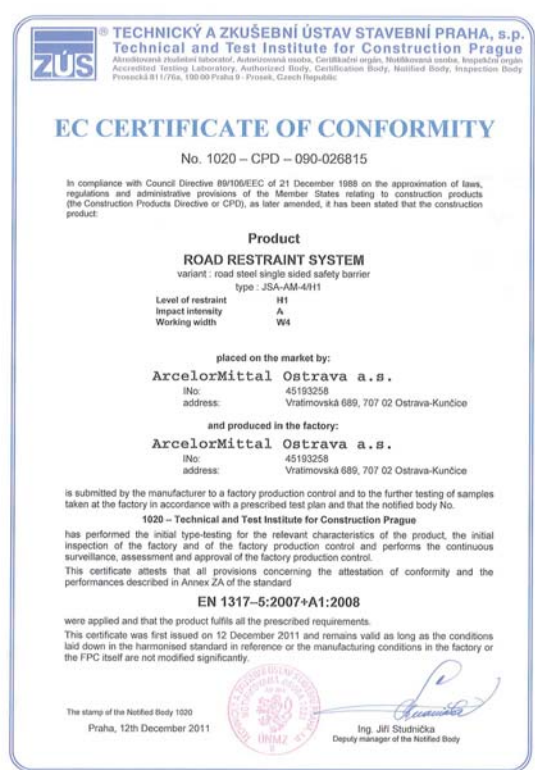 TECHNICKÝ A ZKUŠEBNÍ ÚSTAV STAVEBNÍ PRAHA, s.p.
Technical and Test Institute for Construction Prague
Akreditovaná zkušební laboratoř, Autorizovaná osoba, Certifikační orgán, Notifikovaná osoba, Inspekční orgán
Accredited Testing Laboratory, Authorized Body, Certification Body, Notified Body, Inspection Body
Prosecká 811/76a, 190 00 Praha 9 - Prosek, Czech Republic
ZÚS
®
EC CERTIFICATE OF CONFORMITY
No. 1020 – CPD – 090-026815
In compliance with Council Directive 89/106/EEC of 21 December 1988 on the approximation of laws,
regulations and administrative provisions of the Member States relating to construction products
(the Construction Products Directive or CPD), as later amended, it has been stated that the construction
product:
Product
ROAD RESTRAINT SYSTEM
variant : road steel single sided safety barrier
type : JSA-AM-4/H1
Level of restraint H1
Impact intensity A
Working width W4
placed on the market by:
ArcelorMittal Ostrava a.s.
INo: 45193258
address: Vratimovská 689, 707 02 Ostrava-Kunčice
and produced in the factory:
ArcelorMittal Ostrava a.s.
INo: 45193258
address: Vratimovská 689, 707 02 Ostrava-Kunčice
is submitted by the manufacturer to a factory production control and to the further testing of samples
taken at the factory in accordance with a prescribed test plan and that the notified body No.
1020 – Technical and Test Institute for Construction Prague
has performed the initial type-testing for the relevant characteristics of the product, the initial
inspection of the factory and of the factory production control and performs the continuous
surveillance, assessment and approval of the factory production control.
This certificate attests that all provisions concerning the attestation of conformity and the
performances described in Annex ZA of the standard
EN 1317–5:2007+A1:2008
were applied and that the product fulfils all the prescribed requirements.
This certificate was first issued on 12 December 2011 and remains valid as long as the conditions
laid down in the harmonised standard in reference or the manufacturing conditions in the factory or
the FPC itself are not modified significantly.
The stamp of the Notified Body 1020
Praha, 12th December 2011
ÚNMZ
Ing. Jiří Studnička
Deputy manager of the Notified Body